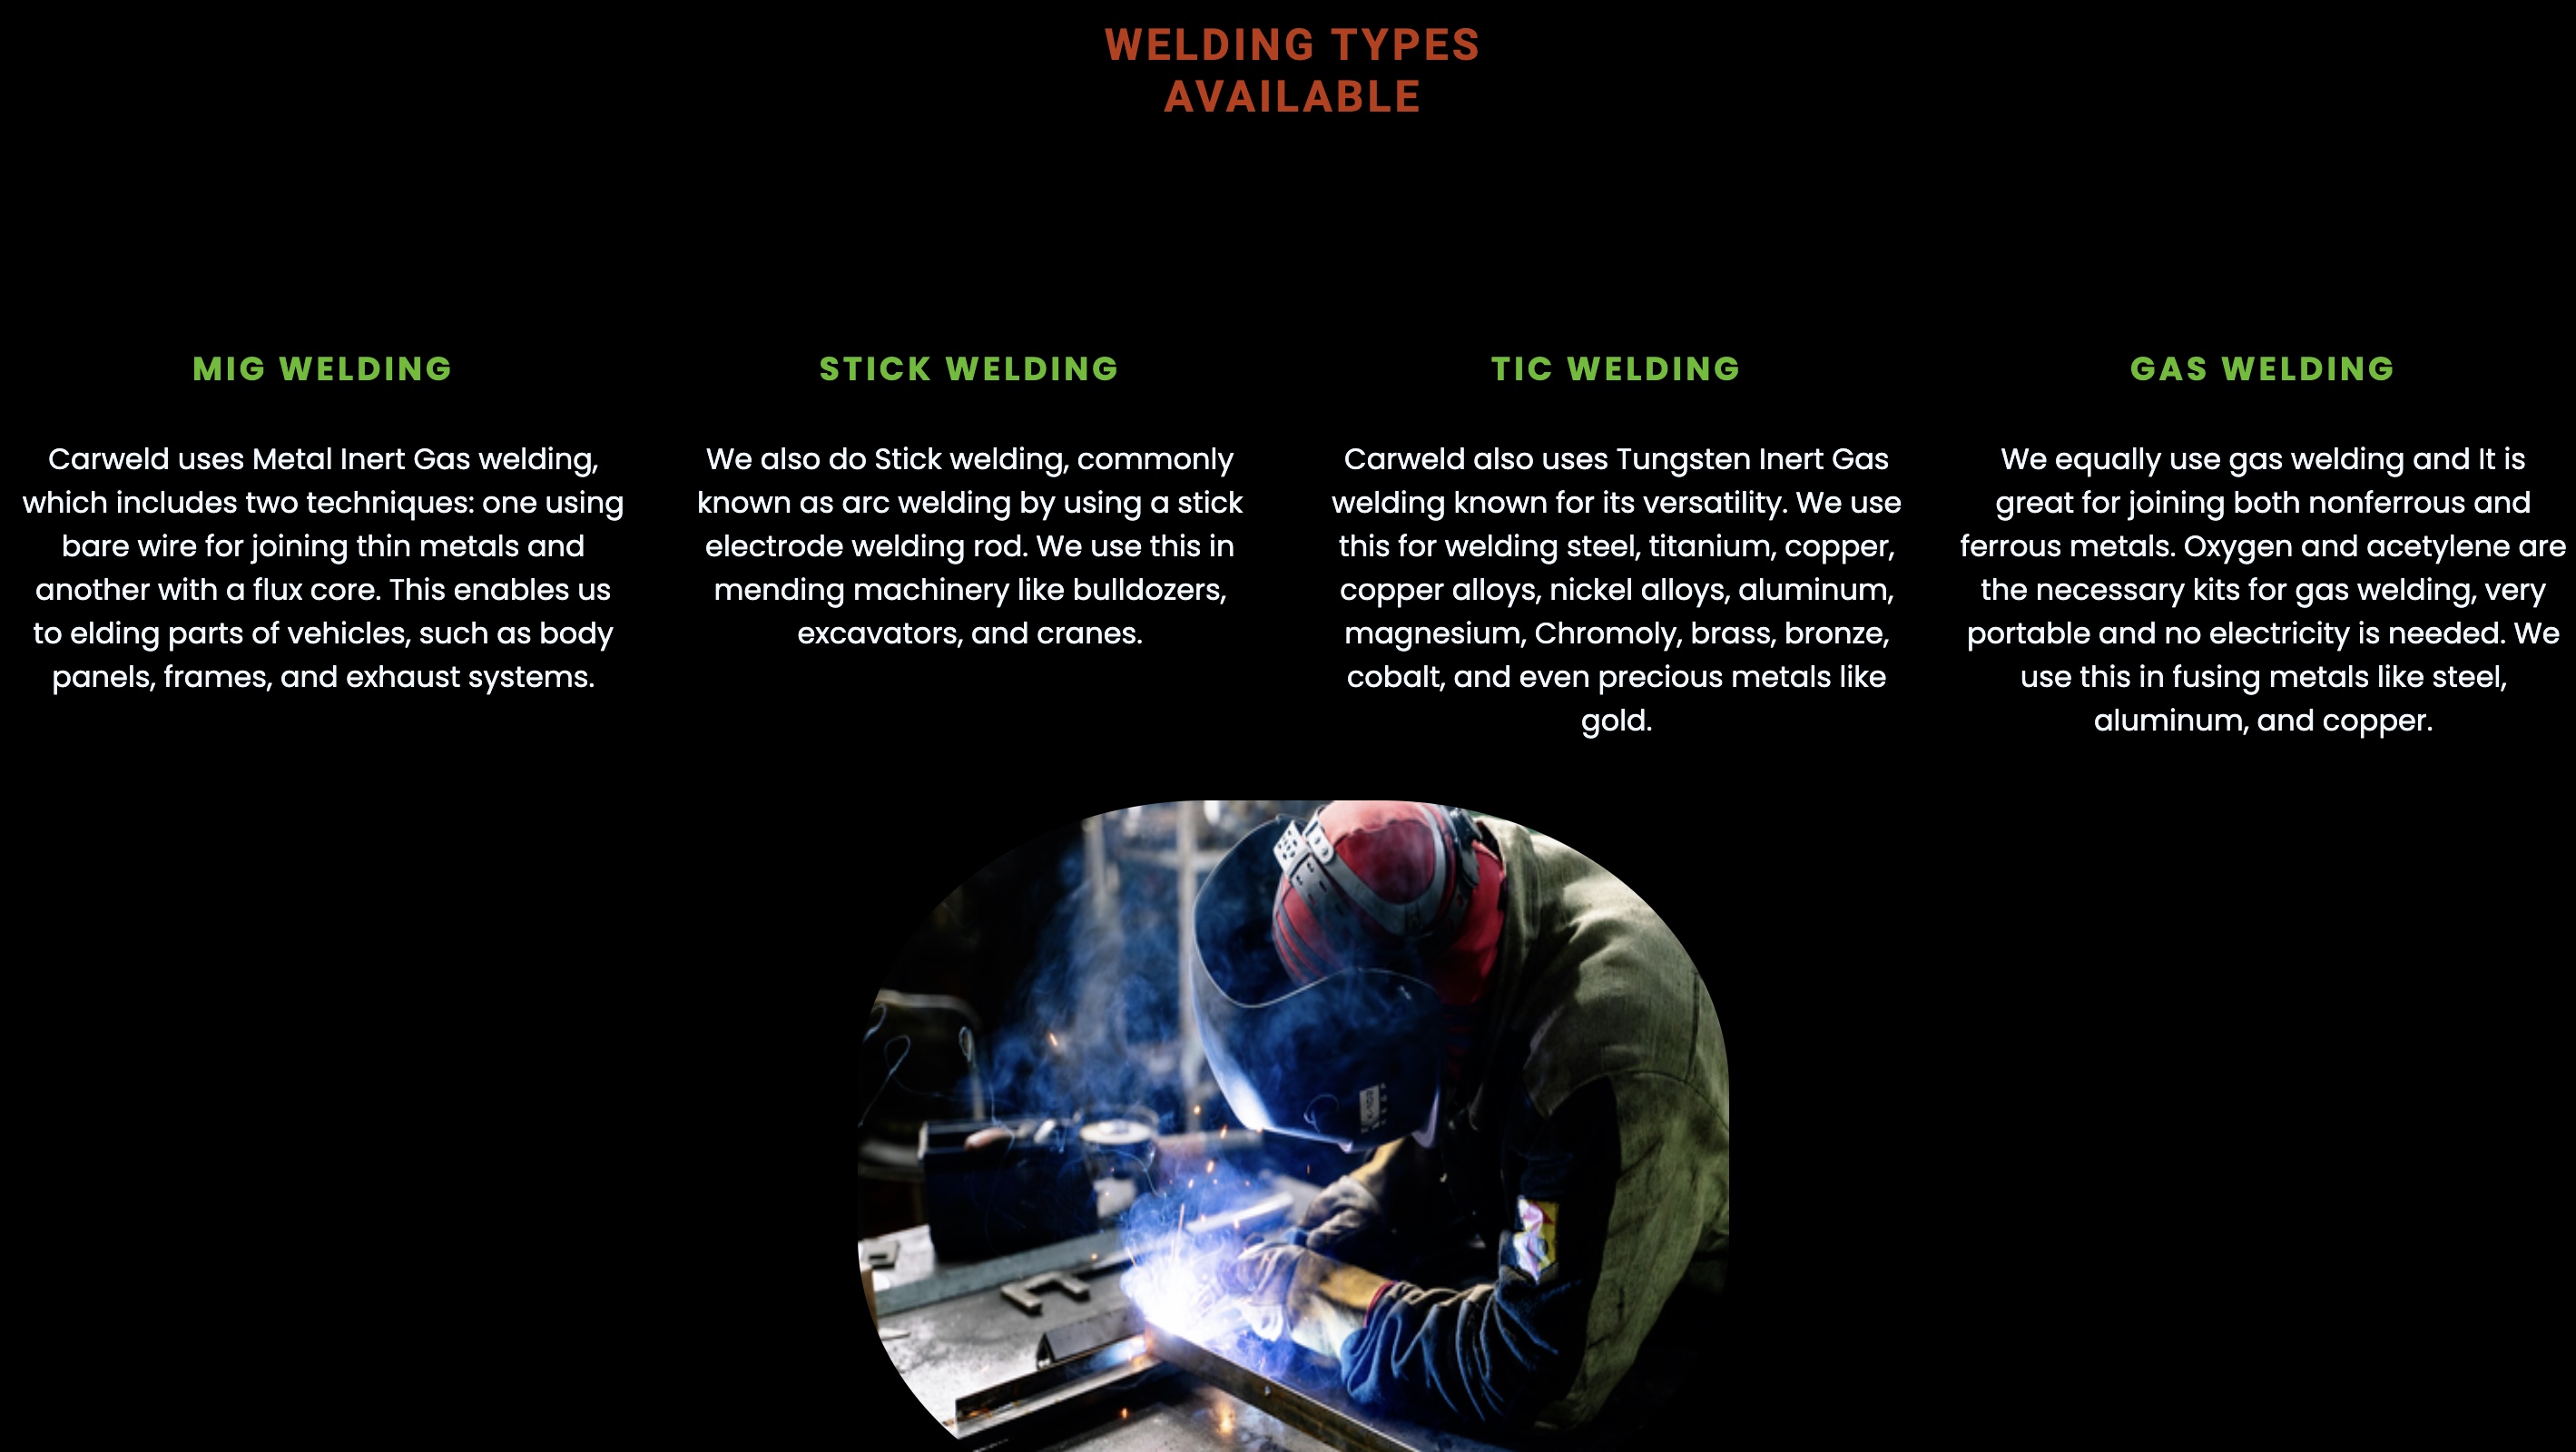 WELDING TYPES
AVAILABLE
MIG WELDING
Carweld uses Metal Inert Gas welding,
which includes two techniques: one using
bare wire for joining thin metals and
another with a flux core. This enables us
to elding parts of vehicles, such as body
panels, frames, and exhaust systems.
STICK WELDING
We also do Stick welding, commonly
known as arc welding by using a stick
electrode welding rod. We use this in
mending machinery like bulldozers,
excavators, and cranes.
TIC WELDING
Carweld also uses Tungsten Inert Gas
welding known for its versatility. We use
this for welding steel, titanium, copper,
copper alloys, nickel alloys, aluminum,
magnesium, Chromoly, brass, bronze,
cobalt, and even precious metals like
gold.
GAS WELDING
We equally use gas welding and It is
great for joining both nonferrous and
ferrous metals. Oxygen and acetylene are
the necessary kits for gas welding, very
portable and no electricity is needed. We
use this in fusing metals like steel,
aluminum, and copper.